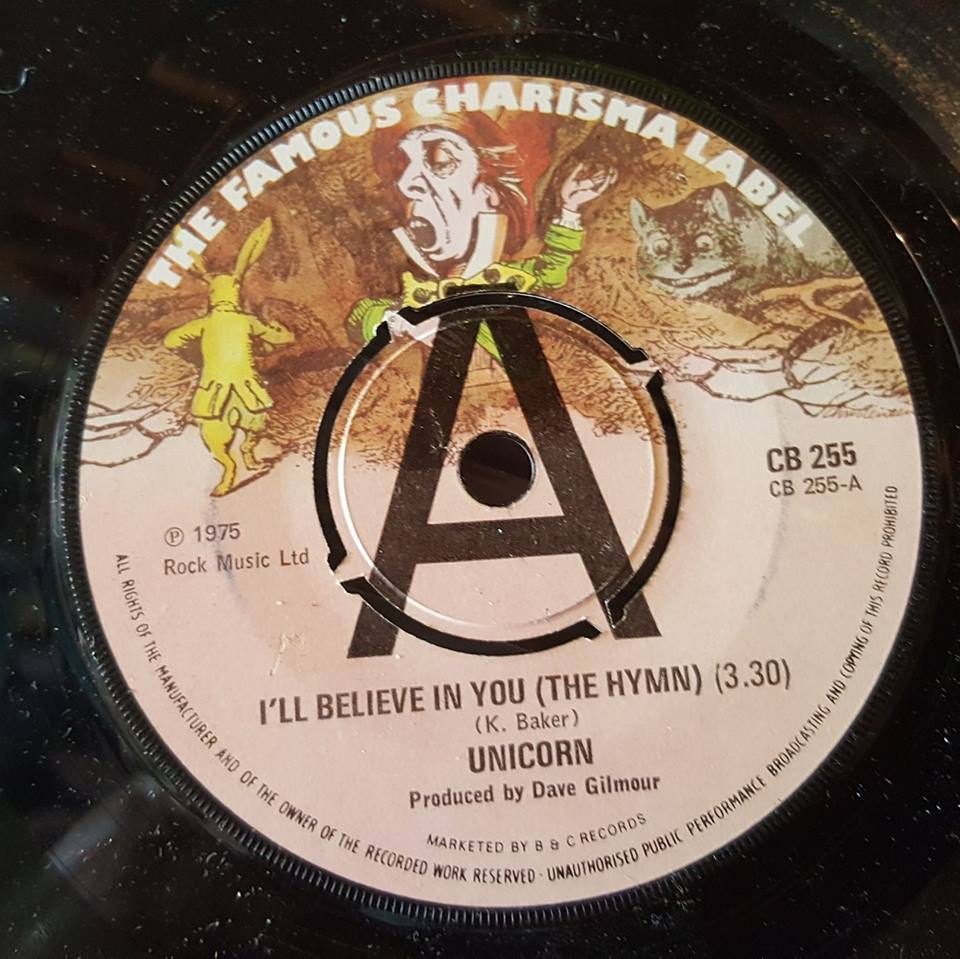 THE FAMOUS CHARISMA LABEL
A
CB 255
CB 255-A
℗ 1975
Rock Music Ltd
I'LL BELIEVE IN YOU (THE HYMN) (3.30)
(K. Baker)
UNICORN
Produced by Dave Gilmour
MARKETED BY B & C RECORDS
ALL RIGHTS OF THE MANUFACTURER AND OF THE OWNER OF THE RECORDED WORK RESERVED · UNAUTHORISED PUBLIC PERFORMANCE BROADCASTING AND COPYING OF THIS RECORD PROHIBITED